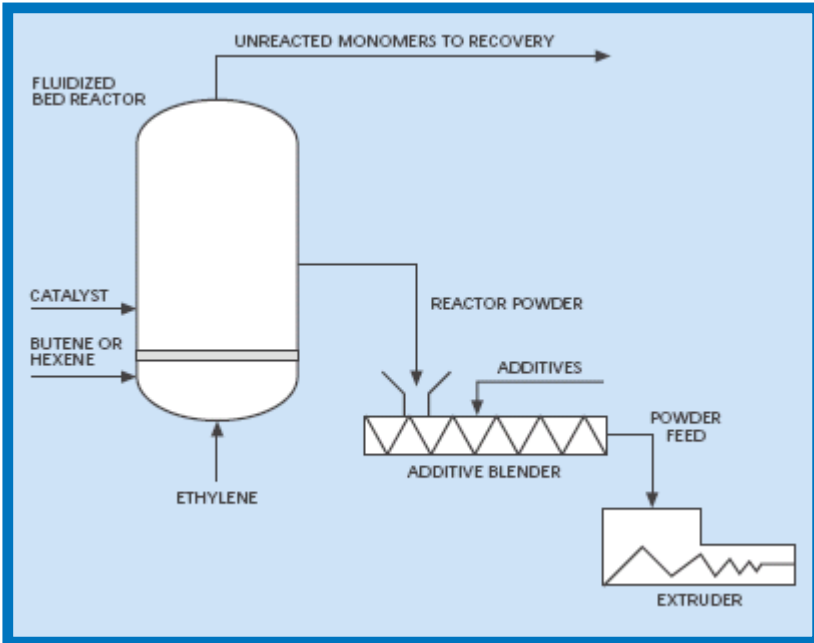 UNREACTED MONOMERS TO RECOVERY
FLUIDIZED
BED REACTOR
CATALYST
REACTOR POWDER
BUTENE OR
HEXENE
ADDITIVES
POWDER
FEED
ADDITIVE BLENDER
ETHYLENE
EXTRUDER